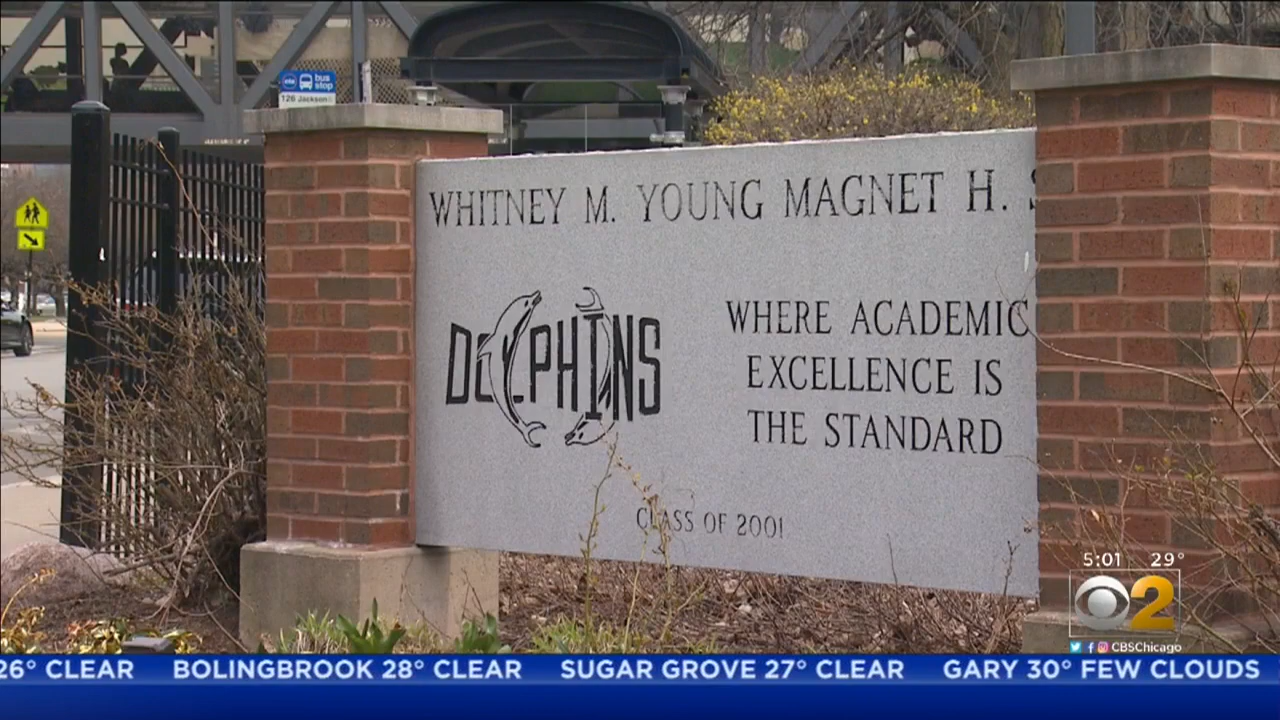 bus
stop
126 Jackson
WHITNEY M. YOUNG MAGNET H. S
DOLPHINS
WHERE ACADEMIC
EXCELLENCE IS
THE STANDARD
CLASS OF 2001
5:01 29°
2
CBSChicago
26° CLEAR BOLINGBROOK 28° CLEAR SUGAR GROVE 27° CLEAR GARY 30° FEW CLOUDS